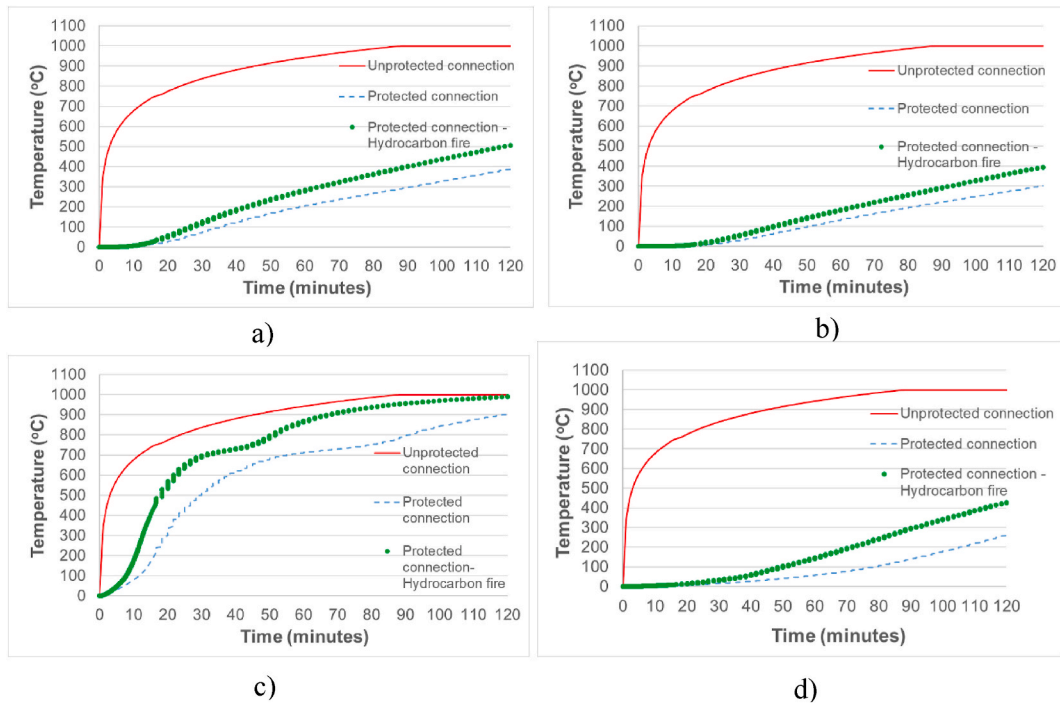 1100
1000
900
800
700
600
500
400
300
200
100
0
Temperature (°C)
Unprotected connection
Protected connection
Protected connection -
Hydrocarbon fire
0 10 20 30 40 50 60 70 80 90 100 110 120
Time (minutes)
a)
1100
1000
900
800
700
600
500
400
300
200
100
0
Temperature (°C)
Unprotected connection
Protected connection
Protected connection -
Hydrocarbon fire
0 10 20 30 40 50 60 70 80 90 100 110 120
Time (minutes)
b)
1100
1000
900
800
700
600
500
400
300
200
100
0
Temperature (°C)
Unprotected
connection
Protected
connection
Protected
connection-
Hydrocarbon fire
0 10 20 30 40 50 60 70 80 90 100 110 120
Time (minutes)
c)
1100
1000
900
800
700
600
500
400
300
200
100
0
Temperature (°C)
Unprotected connection
Protected connection
Protected connection -
Hydrocarbon fire
0 10 20 30 40 50 60 70 80 90 100 110 120
Time (minutes)
d)